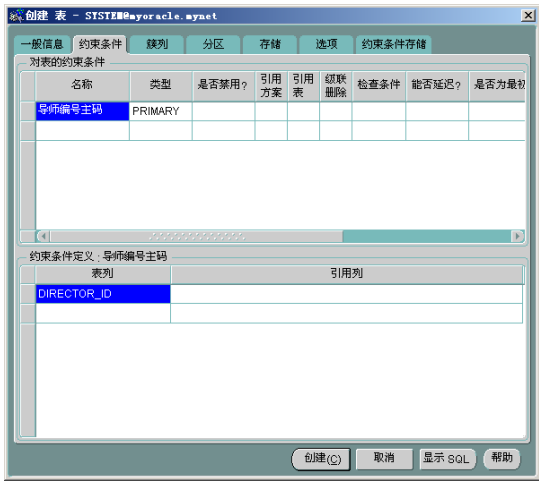 创建 表 - SYSTEM@myoracle.mynet
一般信息 约束条件 簇列 分区 存储 选项 约束条件存储
对表的约束条件
名称 类型 是否禁用? 引用方案 引用表 级联删除 检查条件 能否延迟? 是否为最初
导师编号主码 PRIMARY
约束条件定义 : 导师编号主码
表列 引用列
DIRECTOR_ID
创建(C) 取消 显示 SQL 帮助